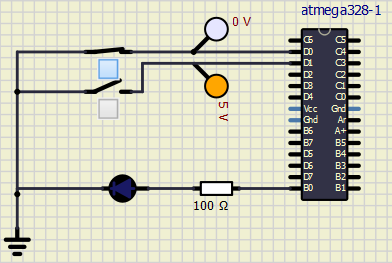 atmega328-1
0 V
5 V
100 Ω
C6 C5
D0 C4
D1 C3
D2 C2
D3 C1
D4 C0
Vcc Gnd
Gnd Ar
B6 A+
B7 B5
D5 B4
D6 B3
D7 B2
B0 B1